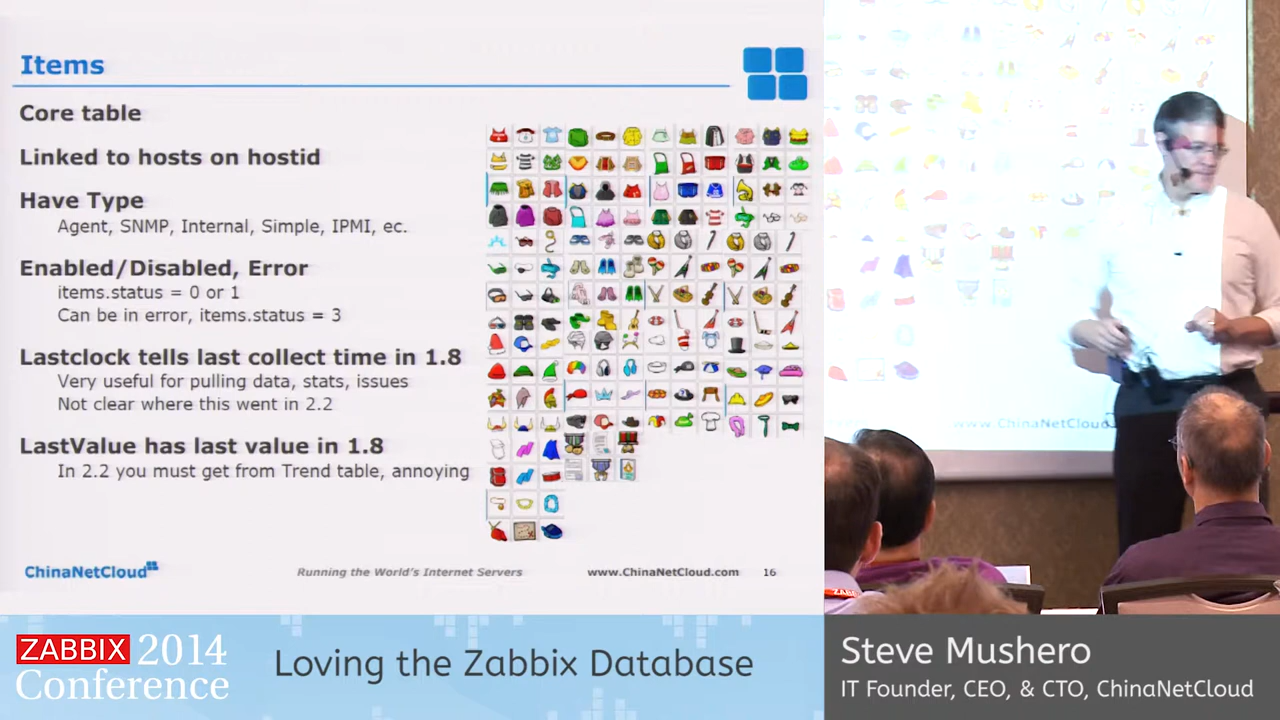 Items
Core table
Linked to hosts on hostid
Have Type
Agent, SNMP, Internal, Simple, IPMI, ec.
Enabled/Disabled, Error
items.status = 0 or 1
Can be in error, items.status = 3
Lastclock tells last collect time in 1.8
Very useful for pulling data, stats, issues
Not clear where this went in 2.2
LastValue has last value in 1.8
In 2.2 you must get from Trend table, annoying
ChinaNetCloud
Running the World's Internet Servers
www.ChinaNetCloud.com
16
www.ChinaNetCloud
ZABBIX 2014
Conference
Loving the Zabbix Database
Steve Mushero
IT Founder, CEO, & CTO, ChinaNetCloud